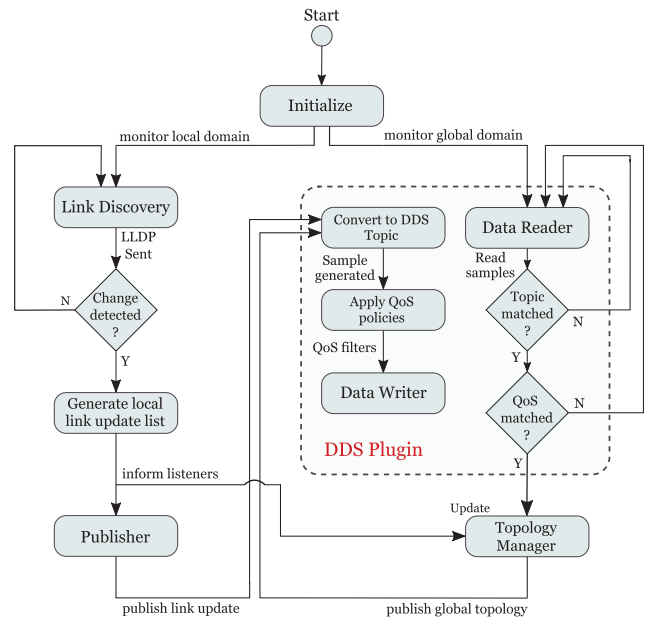 Start
Initialize
monitor local domain
monitor global domain
Link Discovery
LLDP
Sent
Change
detected
?
N
Y
Generate local
link update list
inform listeners
Publisher
publish link update
Convert to DDS
Topic
Sample
generated
Apply QoS
policies
QoS filters
Data Writer
DDS Plugin
Data Reader
Read
samples
Topic
matched
?
N
Y
QoS
matched
?
N
Y
Update
Topology
Manager
publish global topology